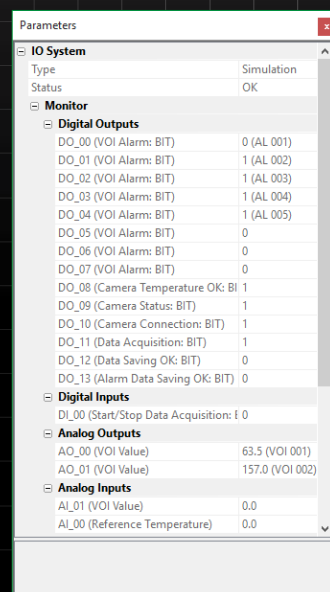 Parameters
x
IO System
Type Simulation
Status OK
Monitor
Digital Outputs
DO_00 (VOI Alarm: BIT) 0 (AL 001)
DO_01 (VOI Alarm: BIT) 1 (AL 002)
DO_02 (VOI Alarm: BIT) 1 (AL 003)
DO_03 (VOI Alarm: BIT) 1 (AL 004)
DO_04 (VOI Alarm: BIT) 1 (AL 005)
DO_05 (VOI Alarm: BIT) 0
DO_06 (VOI Alarm: BIT) 0
DO_07 (VOI Alarm: BIT) 0
DO_08 (Camera Temperature OK: BI 1
DO_09 (Camera Status: BIT) 1
DO_10 (Camera Connection: BIT) 1
DO_11 (Data Acquisition: BIT) 1
DO_12 (Data Saving OK: BIT) 0
DO_13 (Alarm Data Saving OK: BIT) 0
Digital Inputs
DI_00 (Start/Stop Data Acquisition: 0
Analog Outputs
AO_00 (VOI Value) 63.5 (VOI 001)
AO_01 (VOI Value) 157.0 (VOI 002)
Analog Inputs
AI_01 (VOI Value) 0.0
AI_00 (Reference Temperature) 0.0